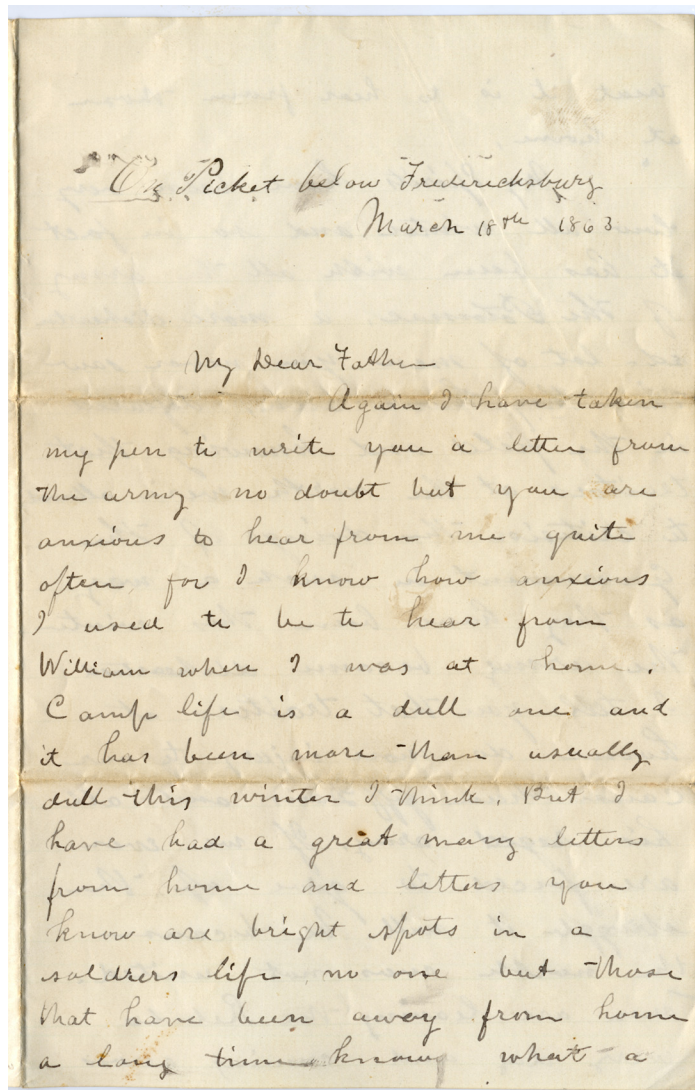 On Picket below Fredericksburg
March 18th 1863
My Dear Father
Again I have taken
my pen to write you a letter from
the army no doubt but you are
anxious to hear from me quite
often, for I know how anxious
I used to be to hear from
William where I was at home.
Camp life is a dull one and
it has been more than usually
dull this winter I think. But I
have had a great many letters
from home and letters you
know are bright spots in a
soldiers life no one but those
that have been away from home
a long time know what a